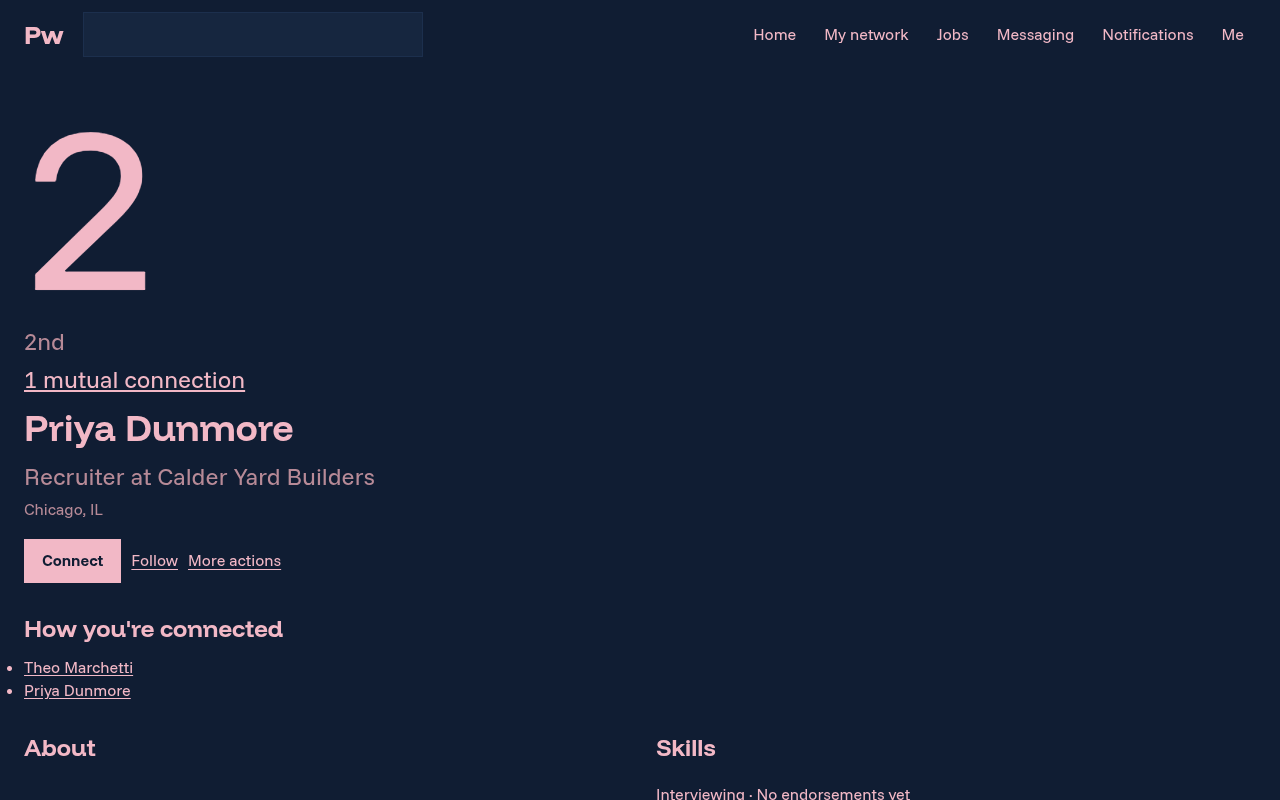 Pw
Home My network Jobs Messaging Notifications Me
2
2nd
1 mutual connection
Priya Dunmore
Recruiter at Calder Yard Builders
Chicago, IL
Connect Follow More actions
How you're connected
Theo Marchetti
Priya Dunmore
About
Skills
Interviewing · No endorsements yet